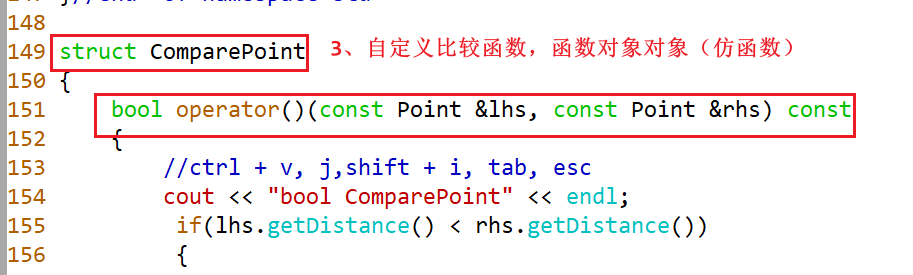 148
149 struct ComparePoint 3、自定义比较函数，函数对象对象（仿函数）
150 {
151 bool operator()(const Point &lhs, const Point &rhs) const
152 {
153 //ctrl + v, j,shift + i, tab, esc
154 cout << "bool ComparePoint" << endl;
155 if(lhs.getDistance() < rhs.getDistance())
156 {